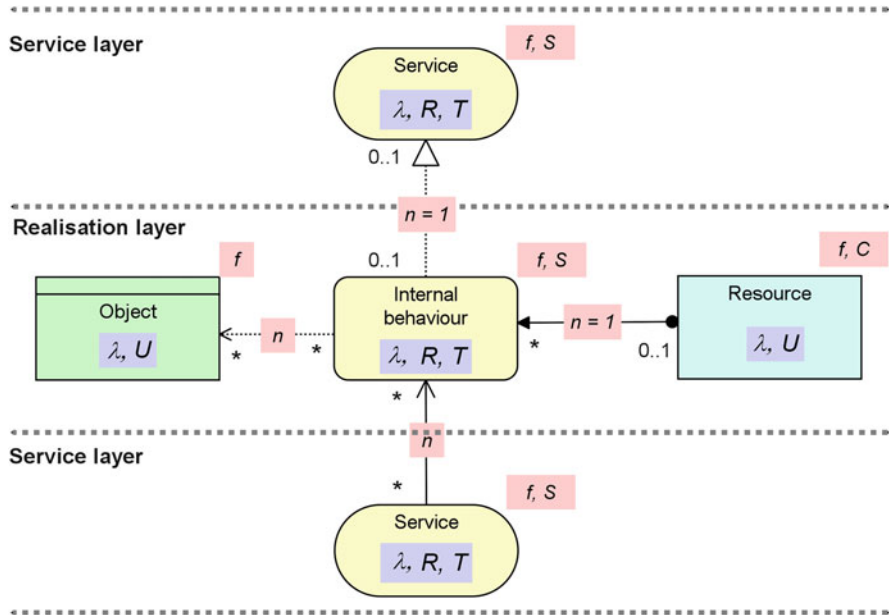 Service layer
f, S
Service
λ, R, T
0..1
n = 1
Realisation layer
f
0..1
f, S
f, C
Object
λ, U
n
*
*
Internal
behaviour
λ, R, T
n = 1
*
0..1
Resource
λ, U
*
n
Service layer
*
f, S
Service
λ, R, T